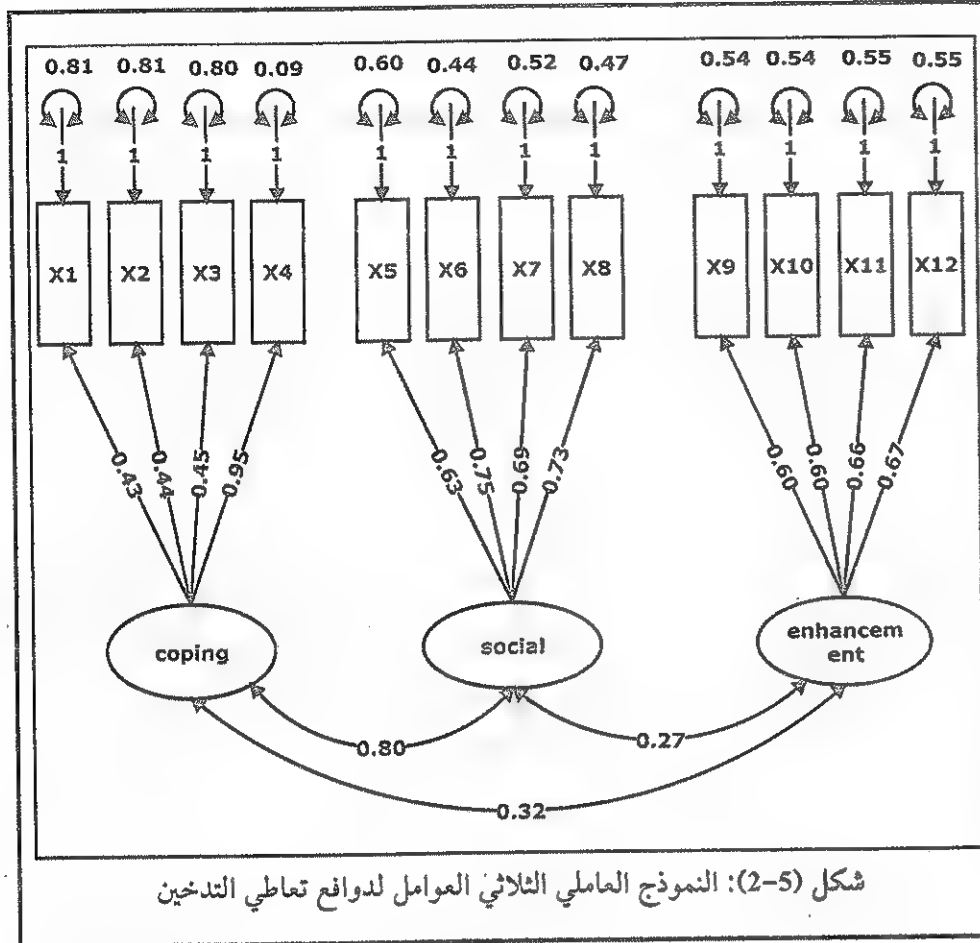 0.81 0.81 0.80 0.09 0.60 0.44 0.52 0.47 0.54 0.54 0.55 0.55
1 1 1 1 1 1 1 1 1 1 1 1
X1 X2 X3 X4 X5 X6 X7 X8 X9 X10 X11 X12
0.43 0.44 0.45 0.95 0.63 0.75 0.69 0.73 0.60 0.60 0.66 0.67
coping social enhancem
ent
0.80 0.27
0.32
شكل (5-2): النموذج العاملي الثلاثي العوامل لدوافع تعاطي التدخين